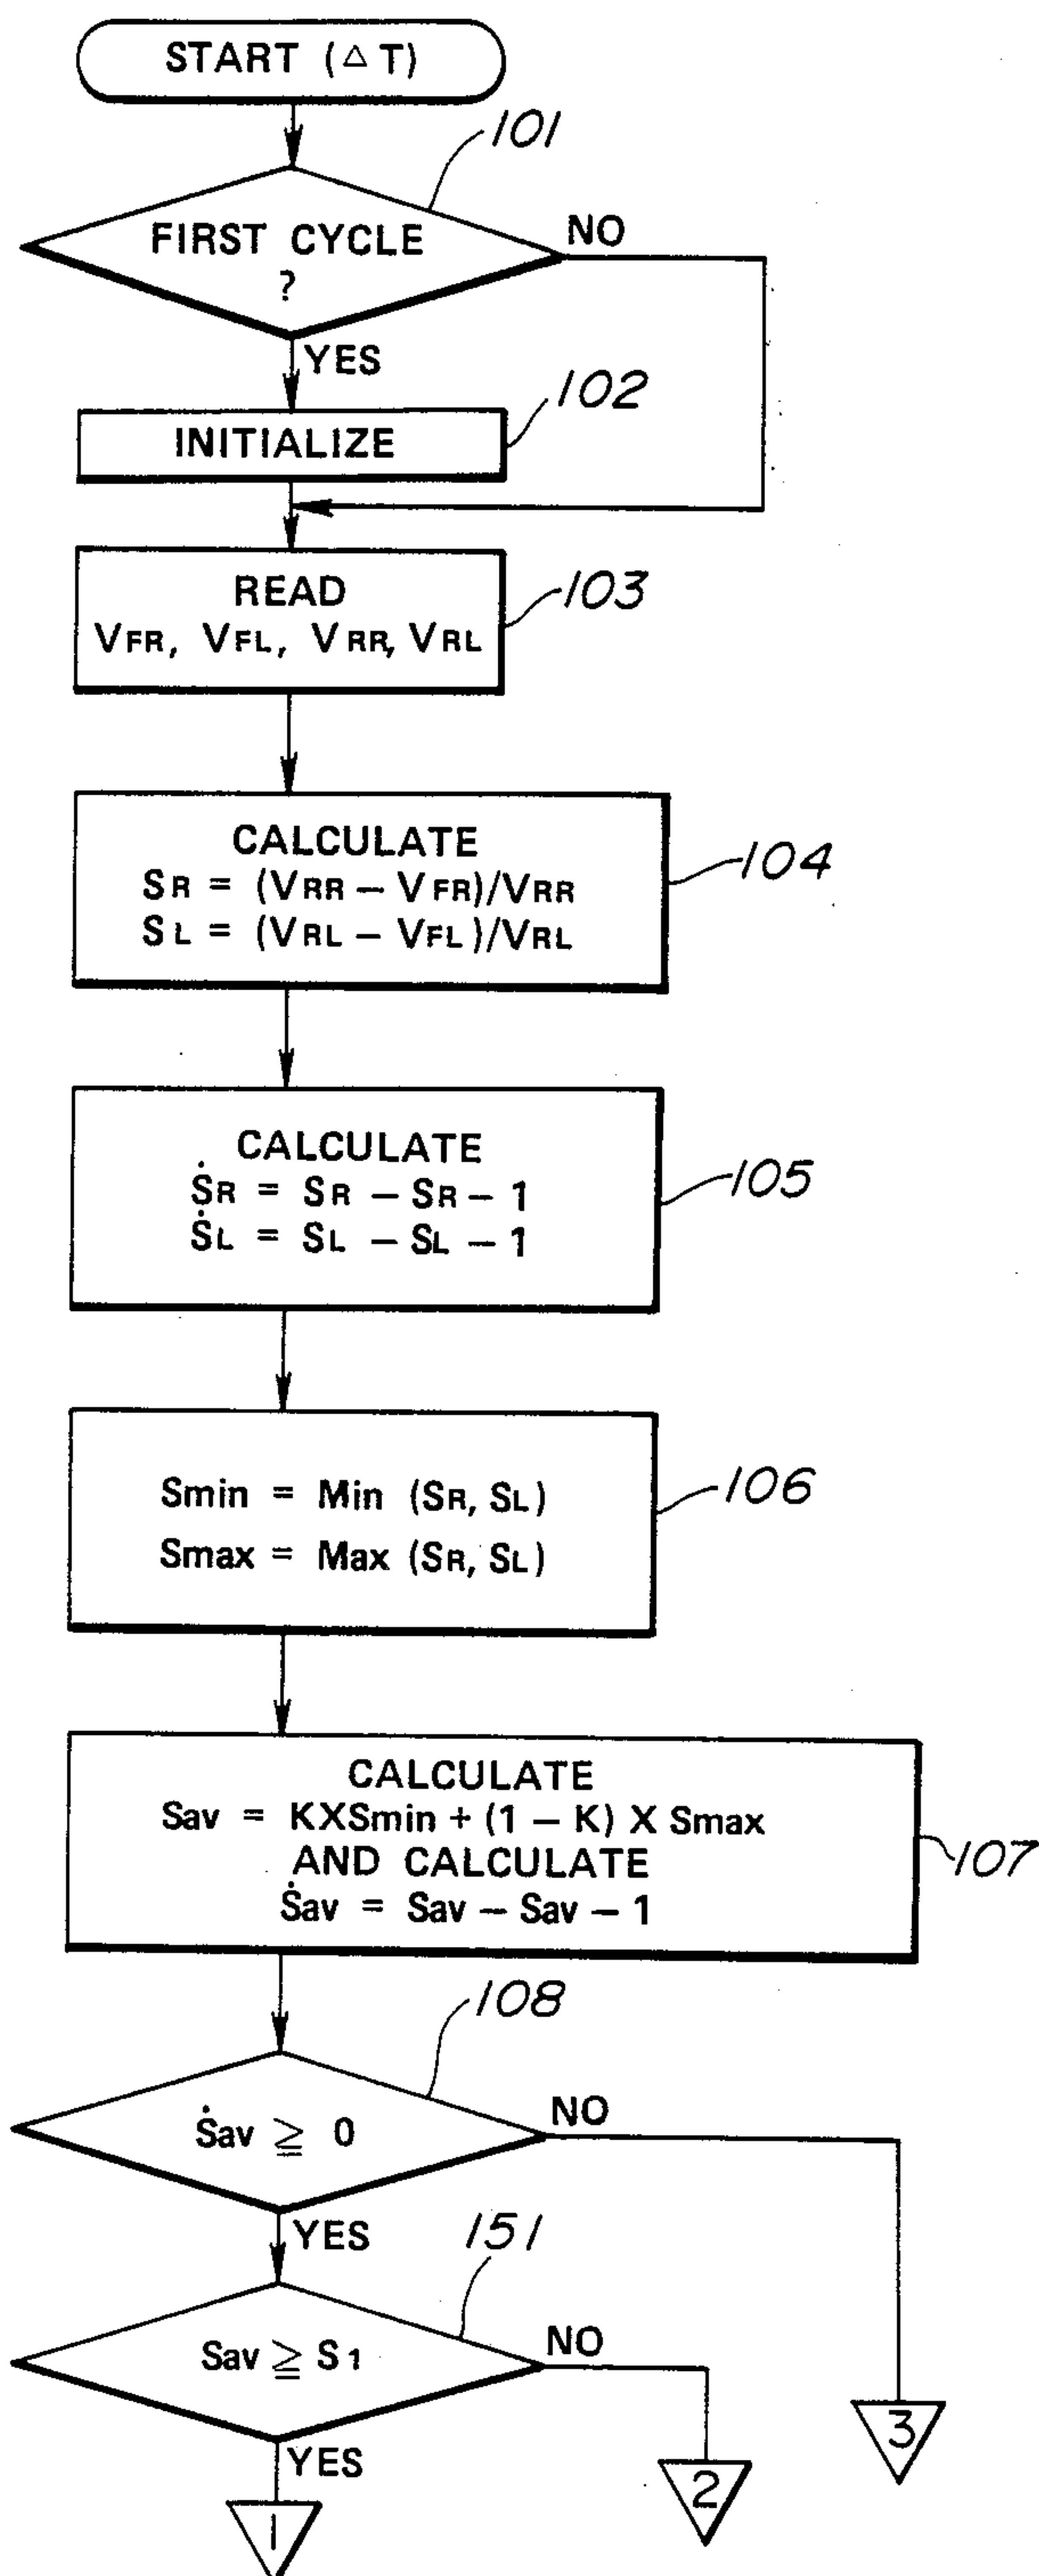 START (△T)
101
FIRST CYCLE
?
NO
YES
102
INITIALIZE
103
READ
VFR, VFL, VRR, VRL
104
CALCULATE
SR = (VRR – VFR)/VRR
SL = (VRL – VFL)/VRL
105
CALCULATE
ṠR = SR – SR – 1
ṠL = SL – SL – 1
106
Smin = Min (SR, SL)
Smax = Max (SR, SL)
107
CALCULATE
Sav = KXSmin + (1 – K) X Smax
AND CALCULATE
Ṡav = Sav – Sav – 1
108
Ṡav ≧ 0
NO
YES
151
Sav ≧ S1
NO
YES
3
2
1